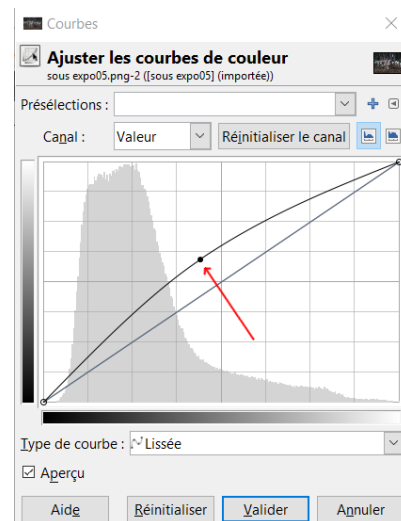 Courbes
Ajuster les courbes de couleur
sous expo05.png-2 ([sous expo05] (importée))
Présélections :
Canal : Valeur Réinitialiser le canal
Type de courbe : Lissée
Aperçu
Aide Réinitialiser Valider Annuler